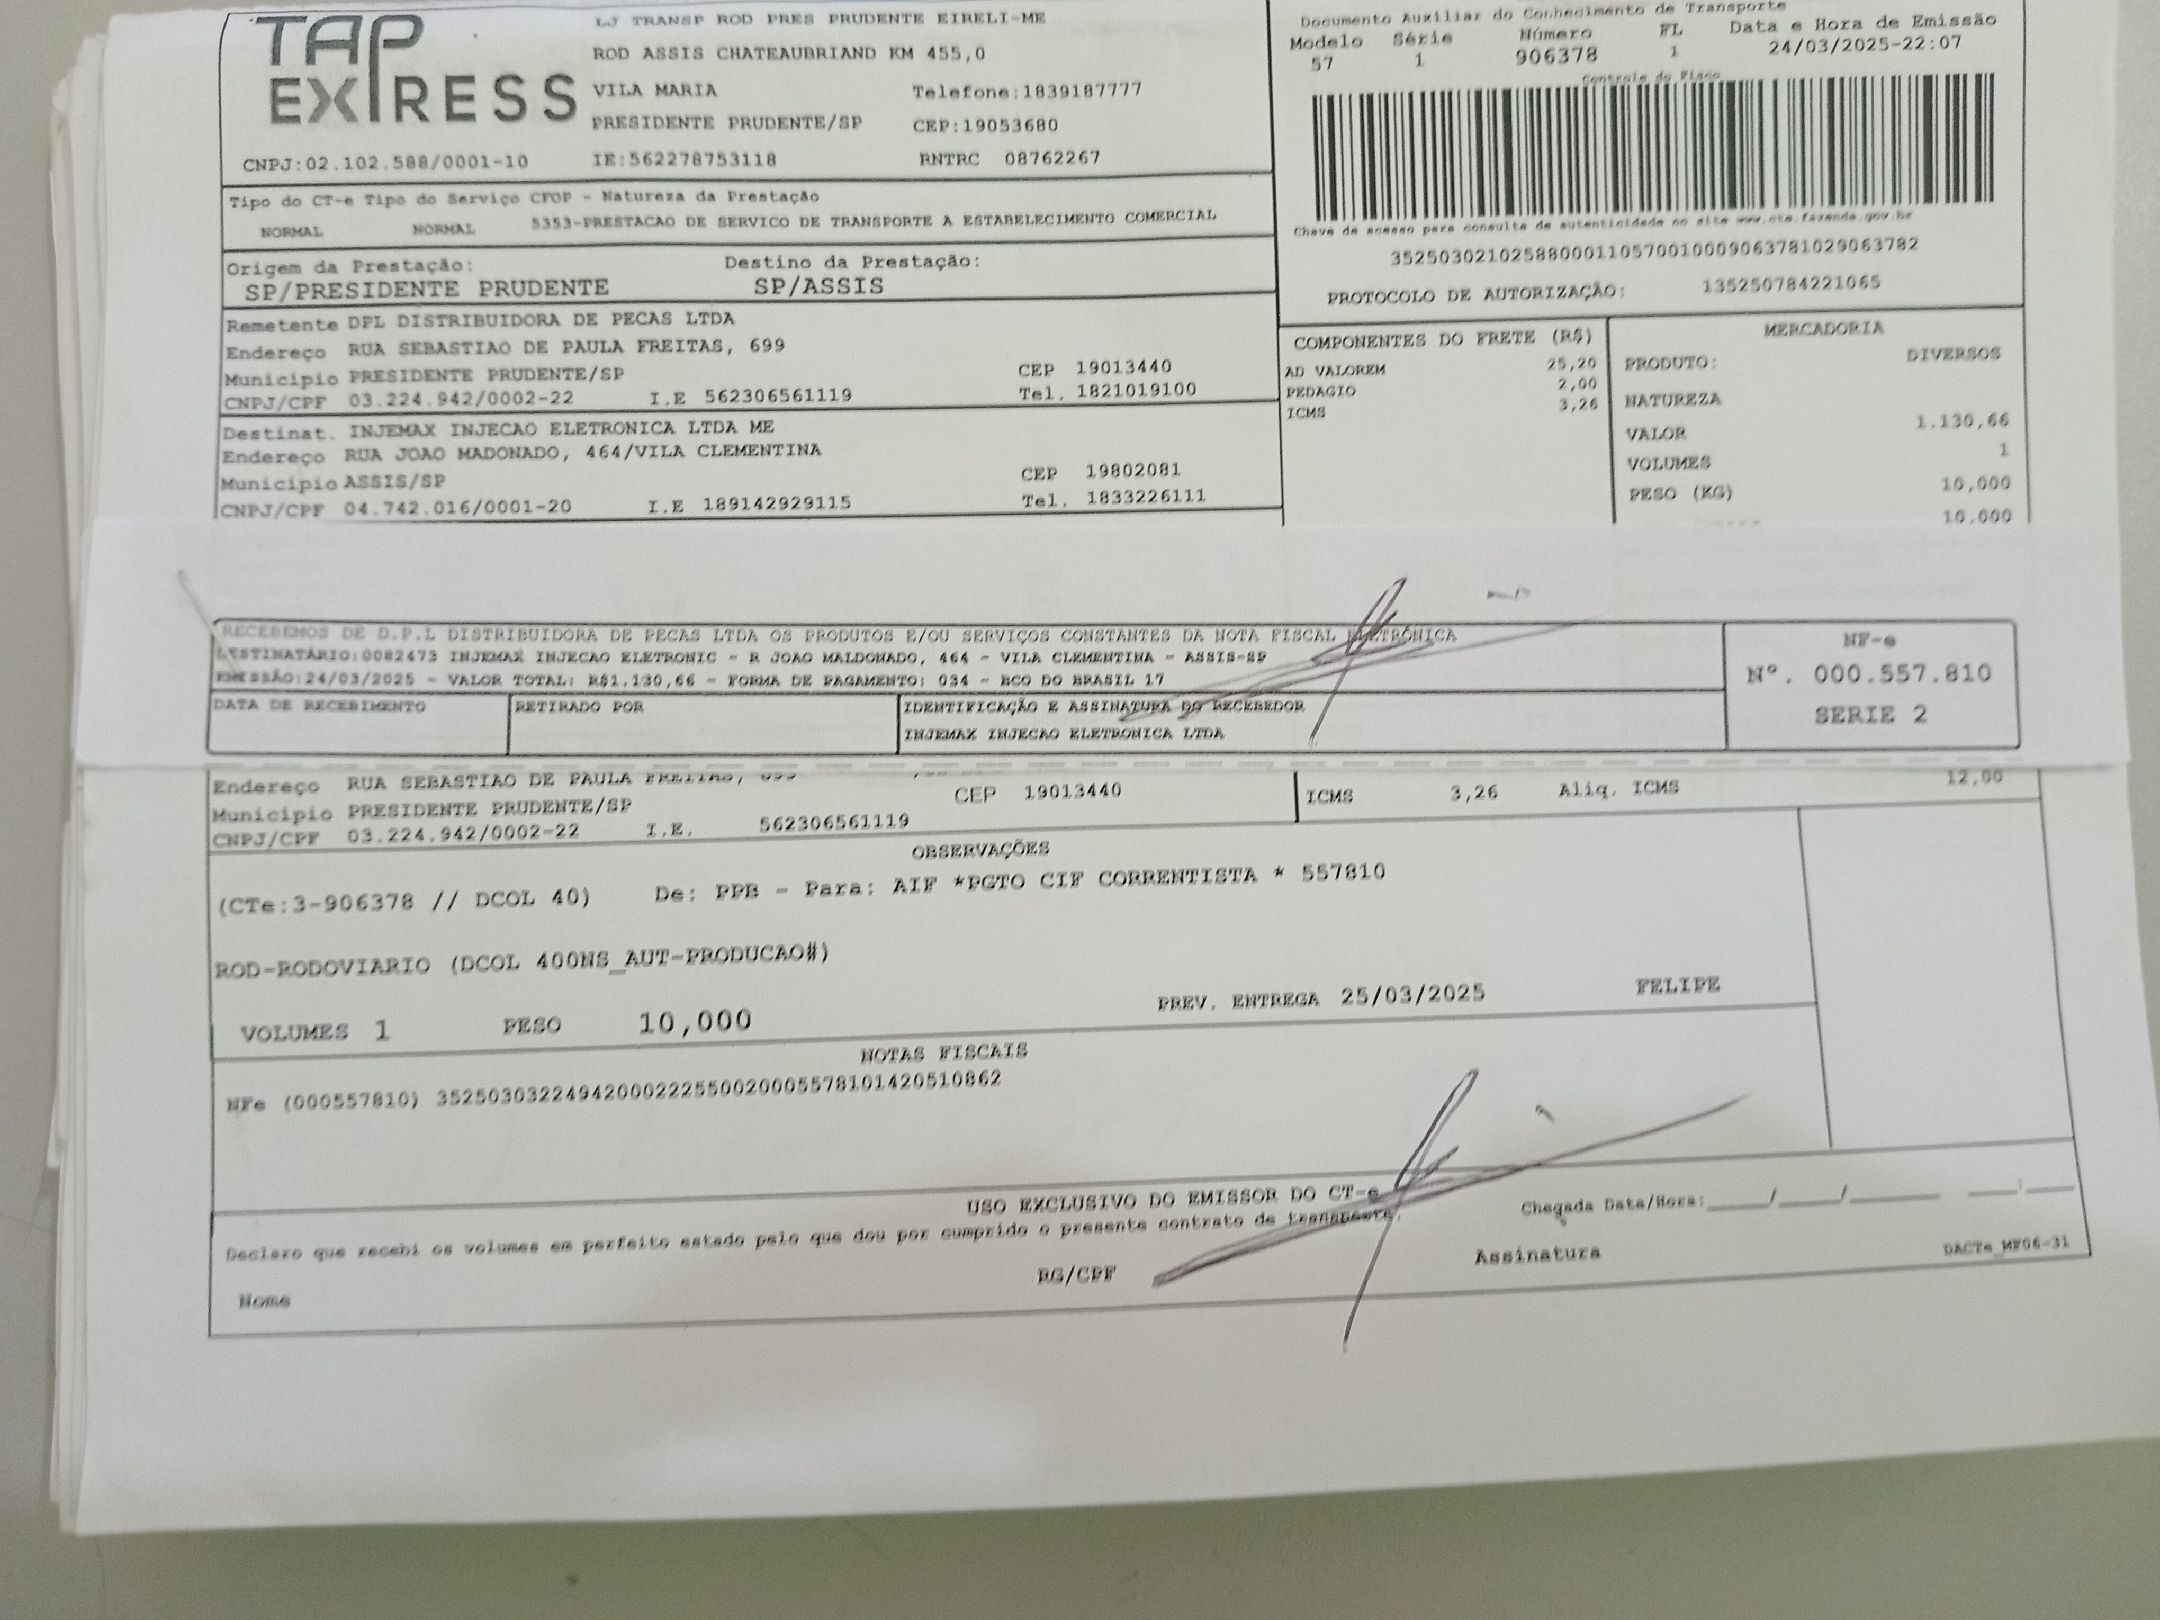 TAP EXPRESS
LJ TRANSP ROD PRES PRUDENTE EIRELI-ME
ROD ASSIS CHATEAUBRIAND KM 455,0
VILA MARIA Telefone:1839187777
PRESIDENTE PRUDENTE/SP CEP:19053680
CNPJ:02.102.588/0001-10 IE:562278753118 RNTRC 08762267
Documento Auxiliar do Conhecimento de Transporte
Modelo Série Número FL Data e Hora de Emissão
57 1 906378 1 24/03/2025-22:07
Controle do Fisco
Chave de acesso para consulta de autenticidade no site www.cte.fazenda.gov.br
35250302102588000110570010009063781029063782
PROTOCOLO DE AUTORIZAÇÃO: 135250784221065
Tipo do CT-e Tipo do Serviço CFOP - Natureza da Prestação
NORMAL NORMAL 5353-PRESTACAO DE SERVICO DE TRANSPORTE A ESTABELECIMENTO COMERCIAL
Origem da Prestação: Destino da Prestação:
SP/PRESIDENTE PRUDENTE SP/ASSIS
Remetente DPL DISTRIBUIDORA DE PECAS LTDA
Endereço RUA SEBASTIAO DE PAULA FREITAS, 699
Municipio PRESIDENTE PRUDENTE/SP CEP 19013440
CNPJ/CPF 03.224.942/0002-22 I.E 562306561119 Tel. 1821019100
Destinat. INJEMAX INJECAO ELETRONICA LTDA ME
Endereço RUA JOAO MADONADO, 464/VILA CLEMENTINA
Municipio ASSIS/SP CEP 19802081
CNPJ/CPF 04.742.016/0001-20 I.E 189142929115 Tel. 1833226111
COMPONENTES DO FRETE (R$)
AD VALOREM 25,20
PEDAGIO 2,00
ICMS 3,26
MERCADORIA
PRODUTO: DIVERSOS
NATUREZA
VALOR 1.130,66
VOLUMES 1
PESO (KG) 10,000
10.000
RECEBEMOS DE D.P.L DISTRIBUIDORA DE PECAS LTDA OS PRODUTOS E/OU SERVIÇOS CONSTANTES DA NOTA FISCAL ELETRÔNICA
DESTINATÁRIO:0082473 INJEMAX INJECAO ELETRONIC - R JOAO MALDONADO, 464 - VILA CLEMENTINA - ASSIS-SP
EMISSÃO:24/03/2025 - VALOR TOTAL: R$1.130,66 - FORMA DE PAGAMENTO: 034 - BCO DO BRASIL 17
DATA DE RECEBIMENTO RETIRADO POR IDENTIFICAÇÃO E ASSINATURA DO RECEBEDOR
INJEMAX INJECAO ELETRONICA LTDA
NF-e
Nº. 000.557.810
SERIE 2
Endereço RUA SEBASTIAO DE PAULA FREITAS, 699
Municipio PRESIDENTE PRUDENTE/SP CEP 19013440
CNPJ/CPF 03.224.942/0002-22 I.E. 562306561119
ICMS 3,26 Aliq. ICMS 12,00
OBSERVAÇÕES
(CTe:3-906378 // DCOL 40) De: PPB - Para: AIF *PGTO CIF CORRENTISTA * 557810
ROD-RODOVIARIO (DCOL 400NS_AUT-PRODUCAO#)
VOLUMES 1 PESO 10,000 PREV. ENTREGA 25/03/2025 FELIPE
NOTAS FISCAIS
NFe (000557810) 35250303224942000222550020005578101420510862
USO EXCLUSIVO DO EMISSOR DO CT-e
Declaro que recebi os volumes em perfeito estado pelo que dou por cumprido o presente contrato de transporte.
Chegada Data/Hora:____/____/______ ___:___
Nome RG/CPF Assinatura DACTe_MF06-31